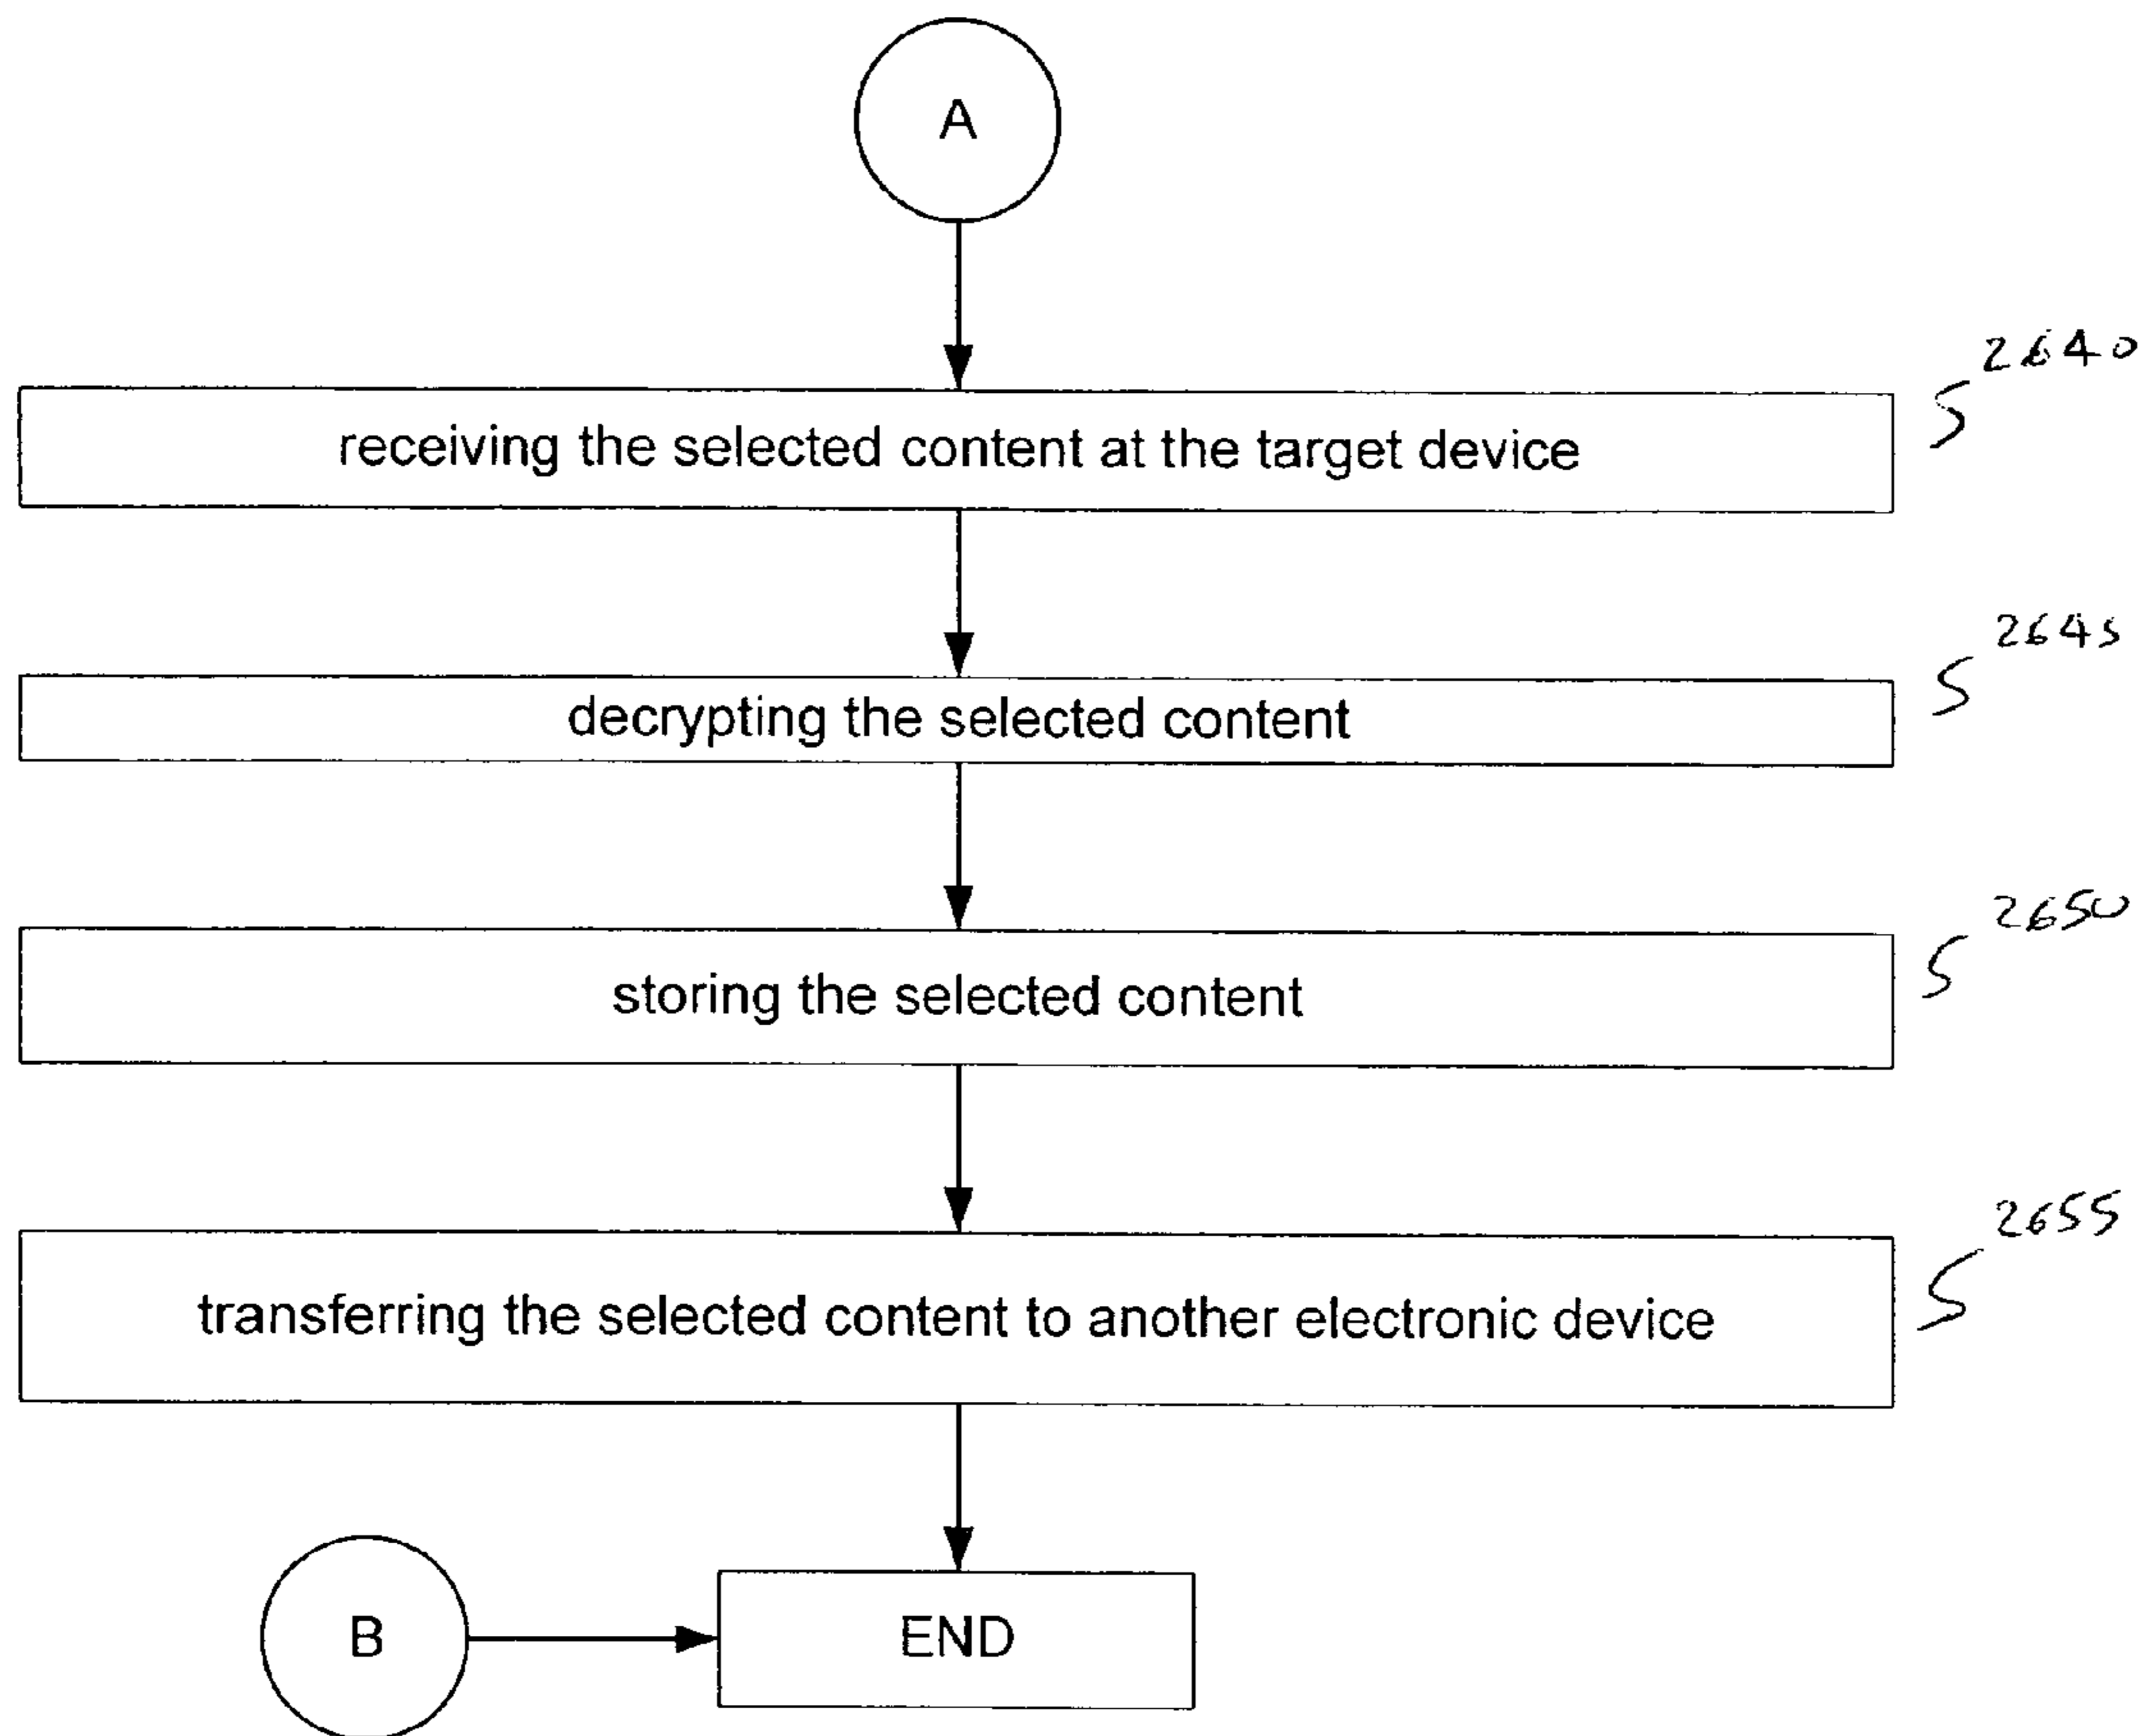 A
2640
receiving the selected content at the target device
2645
decrypting the selected content
2650
storing the selected content
2655
transferring the selected content to another electronic device
B
END